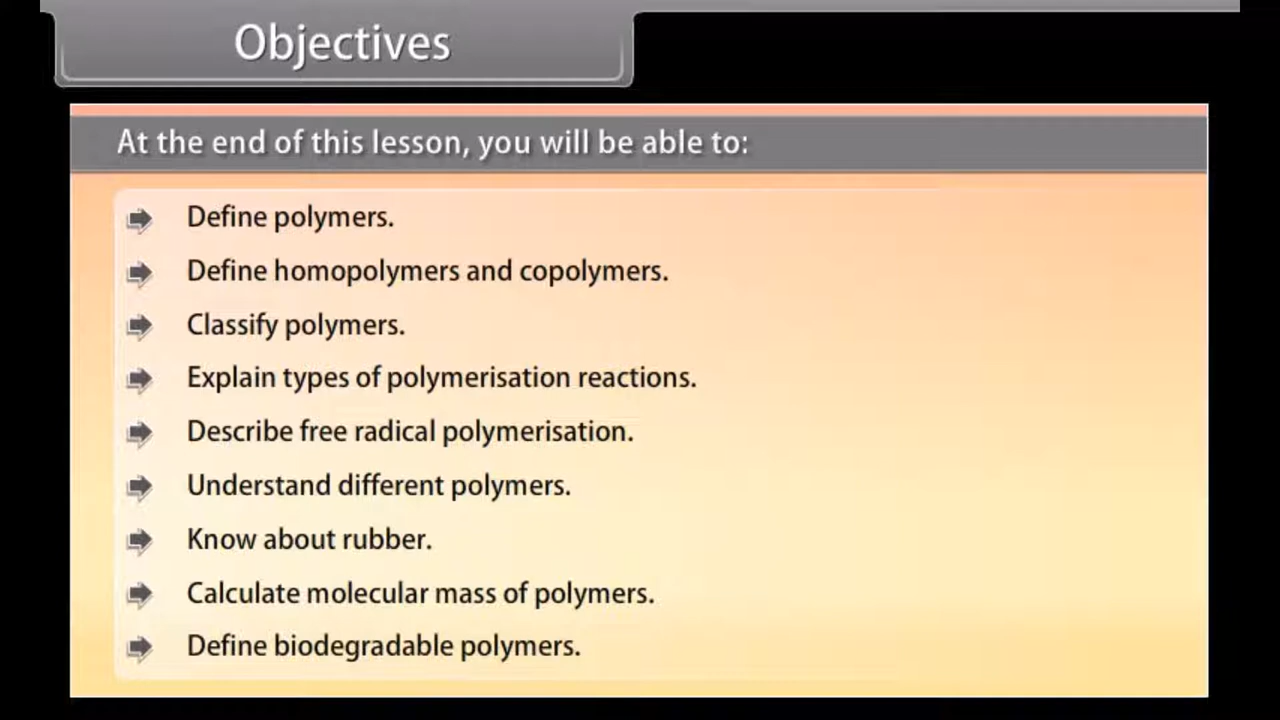 Objectives
At the end of this lesson, you will be able to:
Define polymers.
Define homopolymers and copolymers.
Classify polymers.
Explain types of polymerisation reactions.
Describe free radical polymerisation.
Understand different polymers.
Know about rubber.
Calculate molecular mass of polymers.
Define biodegradable polymers.